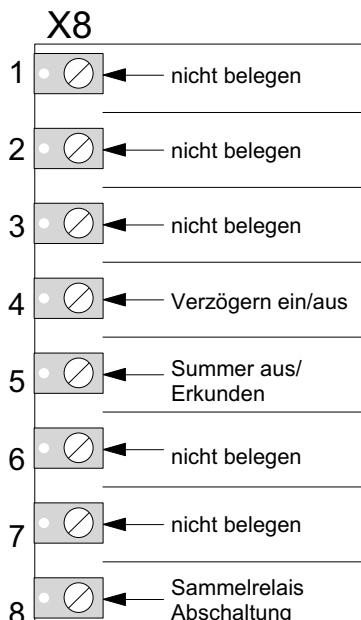 X8
1 nicht belegen
2 nicht belegen
3 nicht belegen
4 Verzögern ein/aus
5 Summer aus/
Erkunden
6 nicht belegen
7 nicht belegen
8 Sammelrelais
Abschaltung